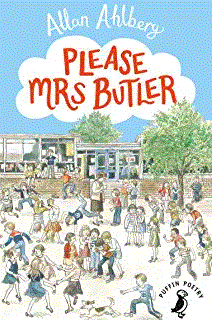 Allan Ahlberg
PLEASE
MRS BUTLER
PUFFIN POETRY